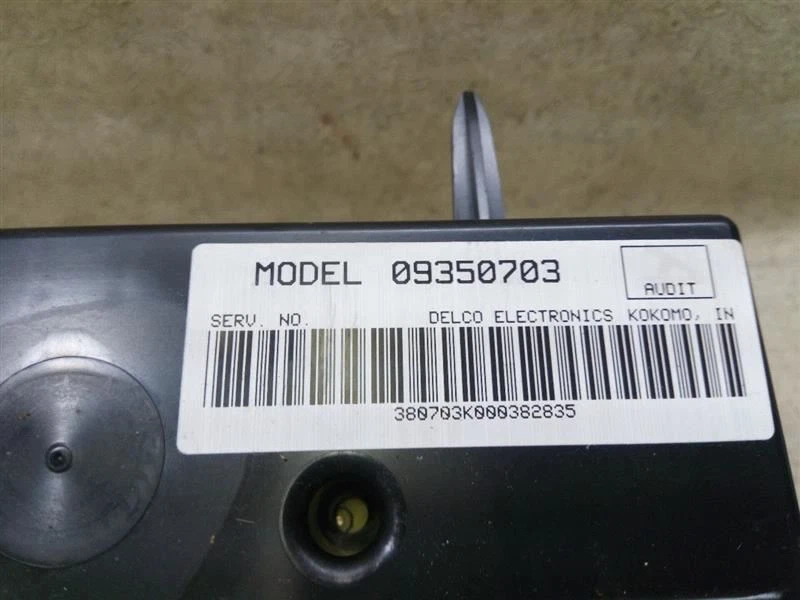 MODEL 09350703
AUDIT
SERV. NO. DELCO ELECTRONICS KOKOMO, IN
380703K000382835